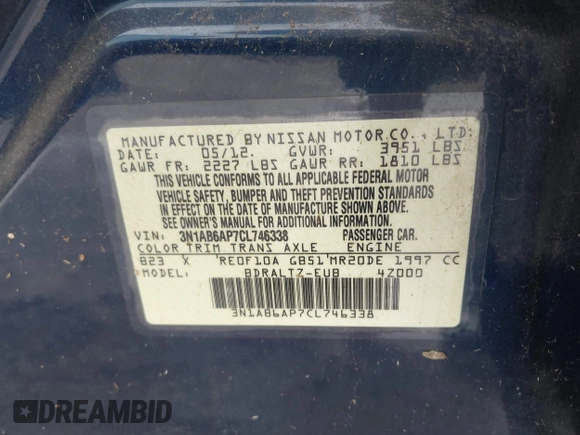 MANUFACTURED BY NISSAN MOTOR CO., LTD.
DATE: 05/12. GVWR: 3951 LBS
GAWR FR: 2227 LBS GAWR RR: 1810 LBS
THIS VEHICLE CONFORMS TO ALL APPLICABLE FEDERAL MOTOR
VEHICLE SAFETY, BUMPER AND THEFT PREVENTION STANDARDS
IN EFFECT ON THE DATE OF MANUFACTURE SHOWN ABOVE.
SEE OWNER'S MANUAL FOR ADDITIONAL INFORMATION.
VIN: 3N1AB6AP7CL746338 PASSENGER CAR.
COLOR TRIM TRANS AXLE ENGINE
B23 X RE0F10A GB51 MR20DE 1997 CC
MODEL: BDRALTZ-EUB 4Z000
3N1AB6AP7CL746338
DREAMBID